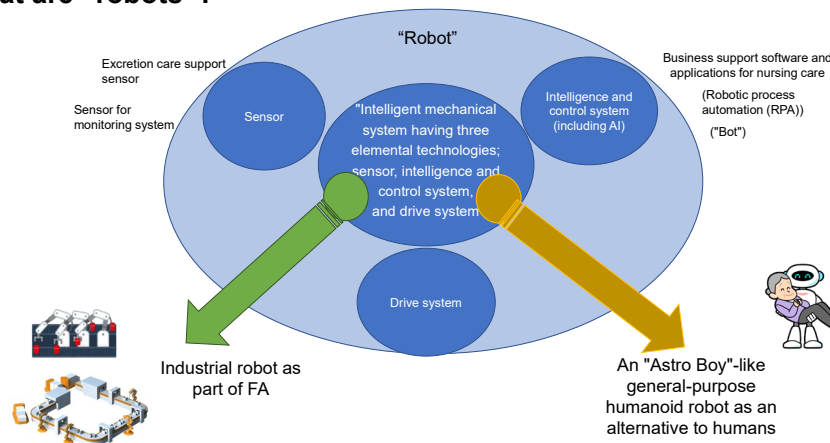 at are "robots"?
"Robot"
Excretion care support
sensor
Sensor for
monitoring system
Sensor
"Intelligent mechanical
system having three
elemental technologies;
sensor, intelligence and
control system,
and drive system
Intelligence and
control system
(including AI)
Business support software and
applications for nursing care
(Robotic process
automation (RPA))
("Bot")
Drive system
Industrial robot as
part of FA
An "Astro Boy"-like
general-purpose
humanoid robot as an
alternative to humans